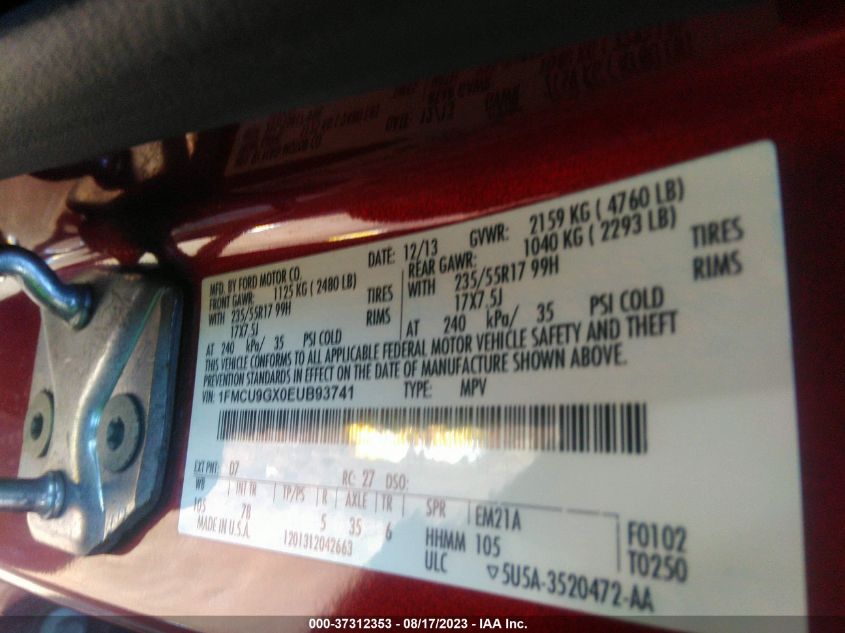 MFD. BY FORD MOTOR CO.
DATE: 12/13 GVWR: 2159 KG ( 4760 LB)
FRONT GAWR: 1125 KG ( 2480 LB)
REAR GAWR: 1040 KG ( 2293 LB)
WITH 235/55R17 99H TIRES
WITH 235/55R17 99H TIRES
17X7.5J RIMS
17X7.5J RIMS
AT 240 kPa/ 35 PSI COLD
AT 240 kPa/ 35 PSI COLD
THIS VEHICLE CONFORMS TO ALL APPLICABLE FEDERAL MOTOR VEHICLE SAFETY AND THEFT
PREVENTION STANDARDS IN EFFECT ON THE DATE OF MANUFACTURE SHOWN ABOVE.
VIN: 1FMCU9GX0EUB93741 TYPE: MPV
EXT PNT: D7 RC: 27 DSO:
WB INT TR TP/PS R AXLE TR SPR EM21A F0102
105 78 5 35 6 HHMM 105 T0250
MADE IN U.S.A. 1201312042663 ULC ▽5U5A-3520472-AA
000-37312353 - 08/17/2023 - IAA Inc.